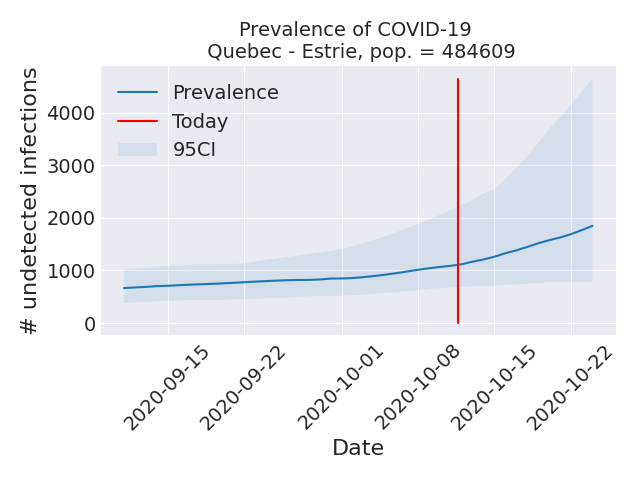 Prevalence of COVID-19
Quebec - Estrie, pop. = 484609
# undetected infections
4000
3000
2000
1000
0
Prevalence
Today
95CI
2020-09-15
2020-09-22
2020-10-01
2020-10-08
2020-10-15
2020-10-22
Date